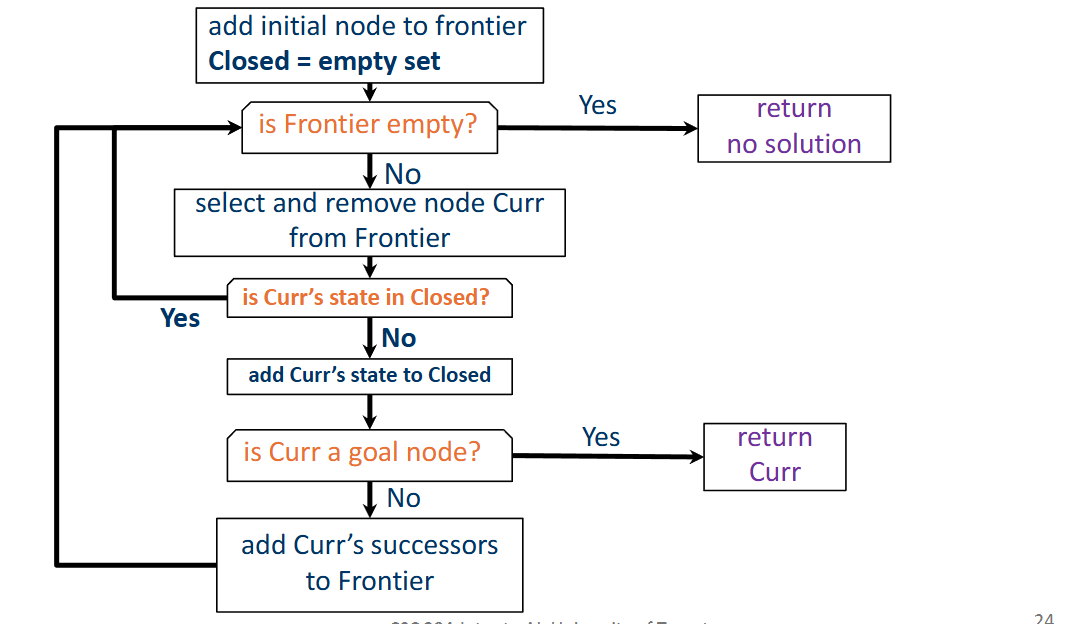 add initial node to frontier
Closed = empty set
is Frontier empty?
Yes
return
no solution
No
select and remove node Curr
from Frontier
is Curr's state in Closed?
Yes
No
add Curr's state to Closed
is Curr a goal node?
Yes
return
Curr
No
add Curr's successors
to Frontier
24